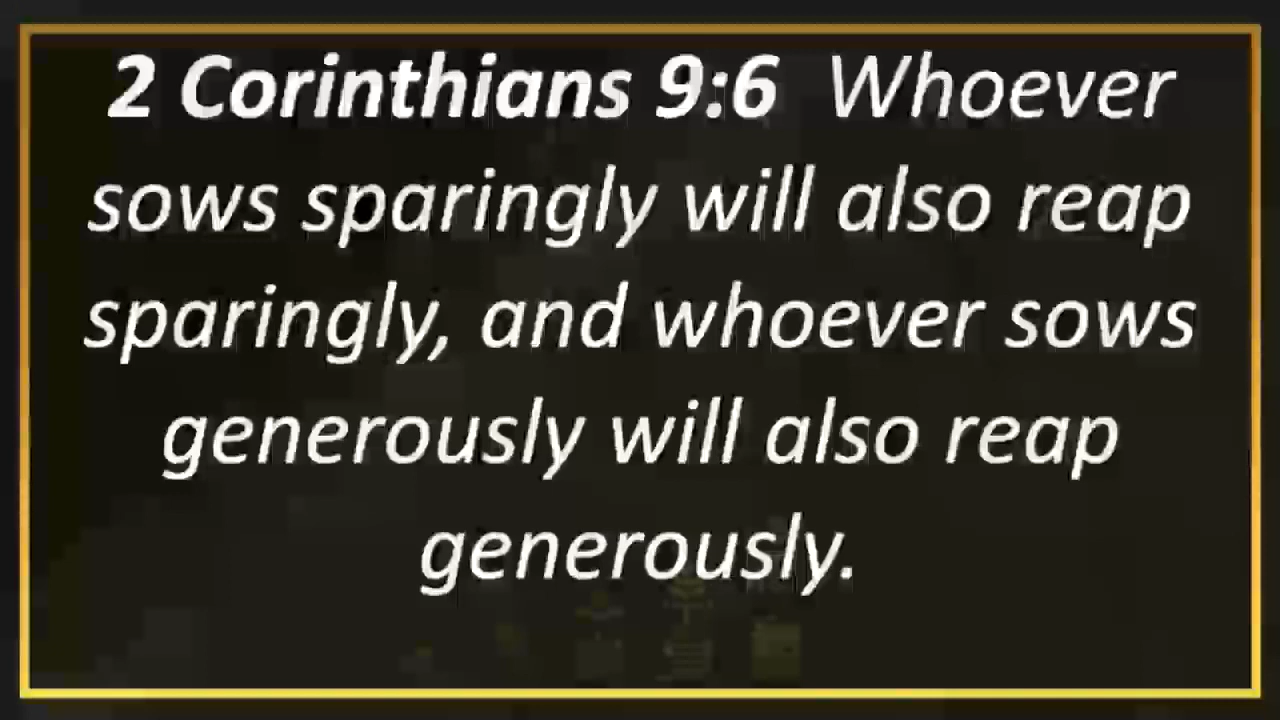 2 Corinthians 9:6 Whoever
sows sparingly will also reap
sparingly, and whoever sows
generously will also reap
generously.